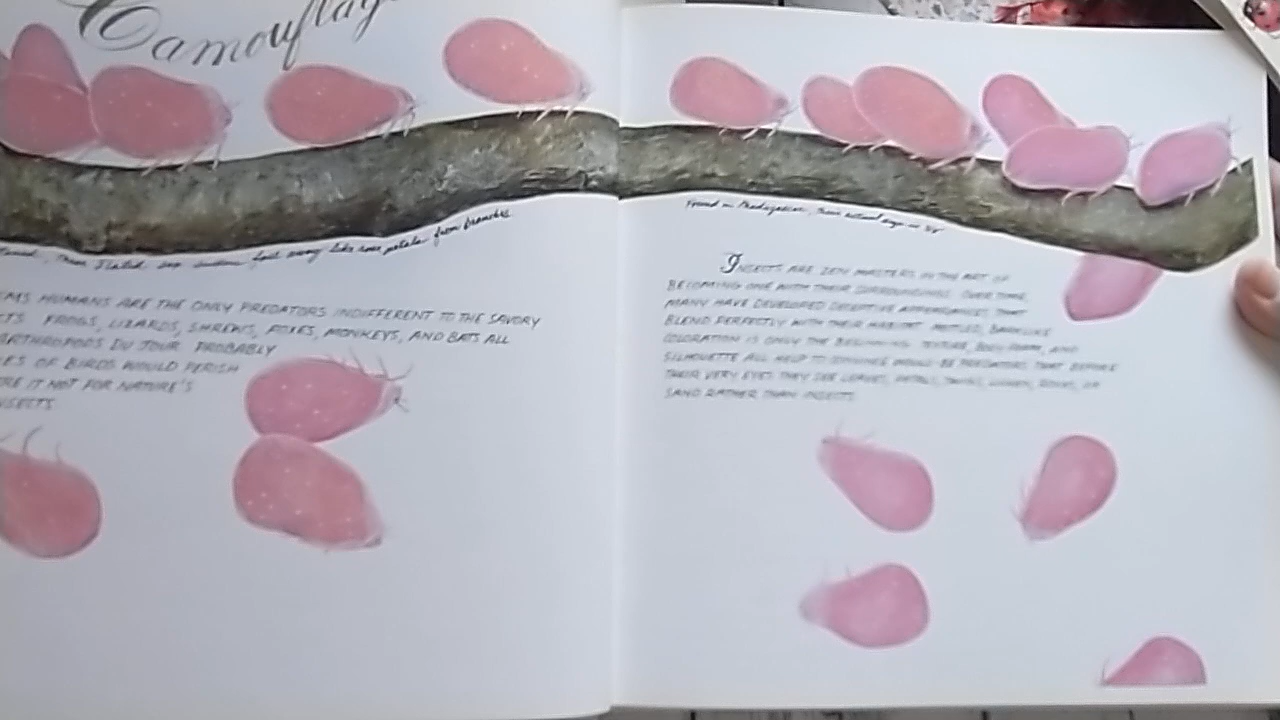 Camouflag
sail away like rose petals from branches
Found in Madagascar, their actual size is
EMS HUMANS ARE THE ONLY PREDATORS INDIFFERENT TO THE SAVORY
TS FROGS, LIZARDS, SHREWS, FOXES, MONKEYS, AND BATS ALL
ARTHROPODS DU JOUR PROBABLY
IES OF BIRDS WOULD PERISH
RE IT NOT FOR NATURE'S
NSECTS
INSECTS ARE ZEN MASTERS IN THE ART OF
BECOMING ONE WITH THEIR SURROUNDINGS. OVER TIME,
MANY HAVE DEVELOPED DECEPTIVE APPEARANCES THAT
BLEND PERFECTLY WITH THEIR HABITAT MOTTLED, BARKLIKE
COLORATION IS ONLY THE BEGINNING. TEXTURE, BODY FORM, AND
SILHOUETTE ALL HELP TO CONVINCE WOULD-BE PREDATORS THAT BEFORE
THEIR VERY EYES THEY SEE LEAVES, PETALS, TWIGS, LICHEN, ROCKS, OR
SAND RATHER THAN INSECTS.